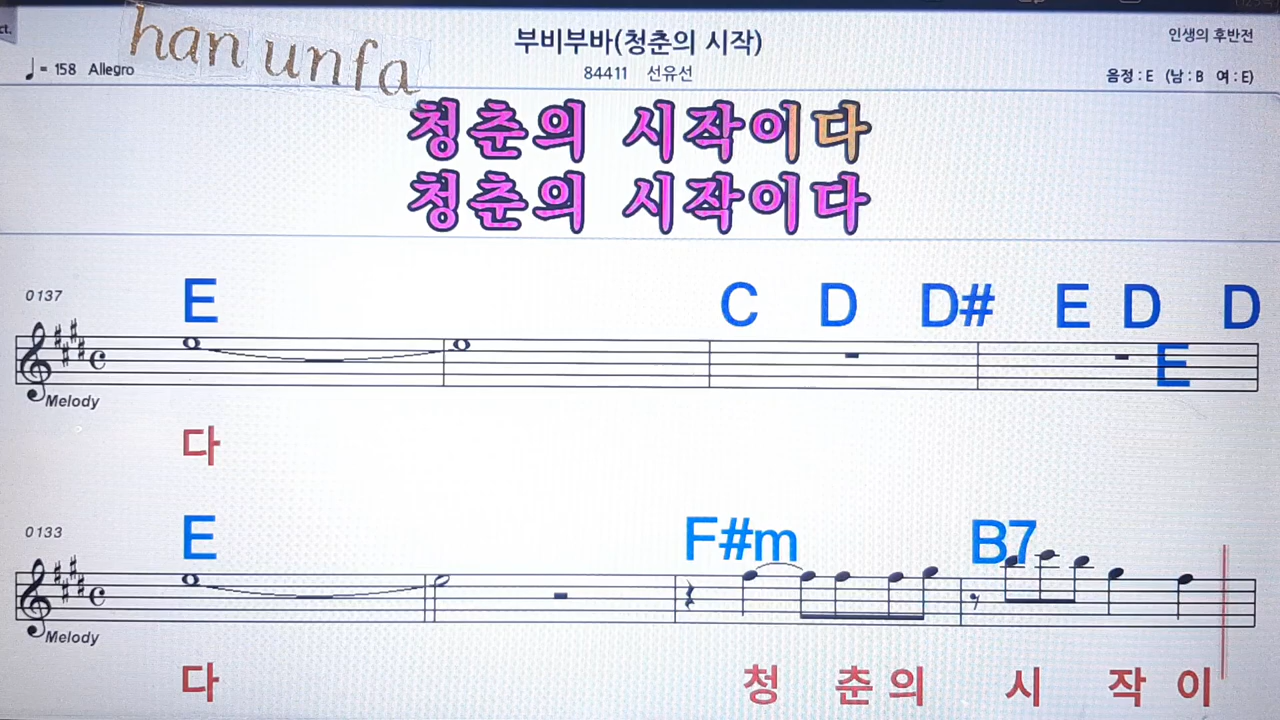 ct.
han unfa
부비부바(청춘의 시작)
인생의 후반전
♩= 158 Allegro
84411 선유선
음정 : E (남 : B 여 : E)
청춘의 시작이다
청춘의 시작이다
0137
E C D D# E D D
E
Melody
다
0133
E F#m B7
Melody
다 청 춘 의 시 작 이